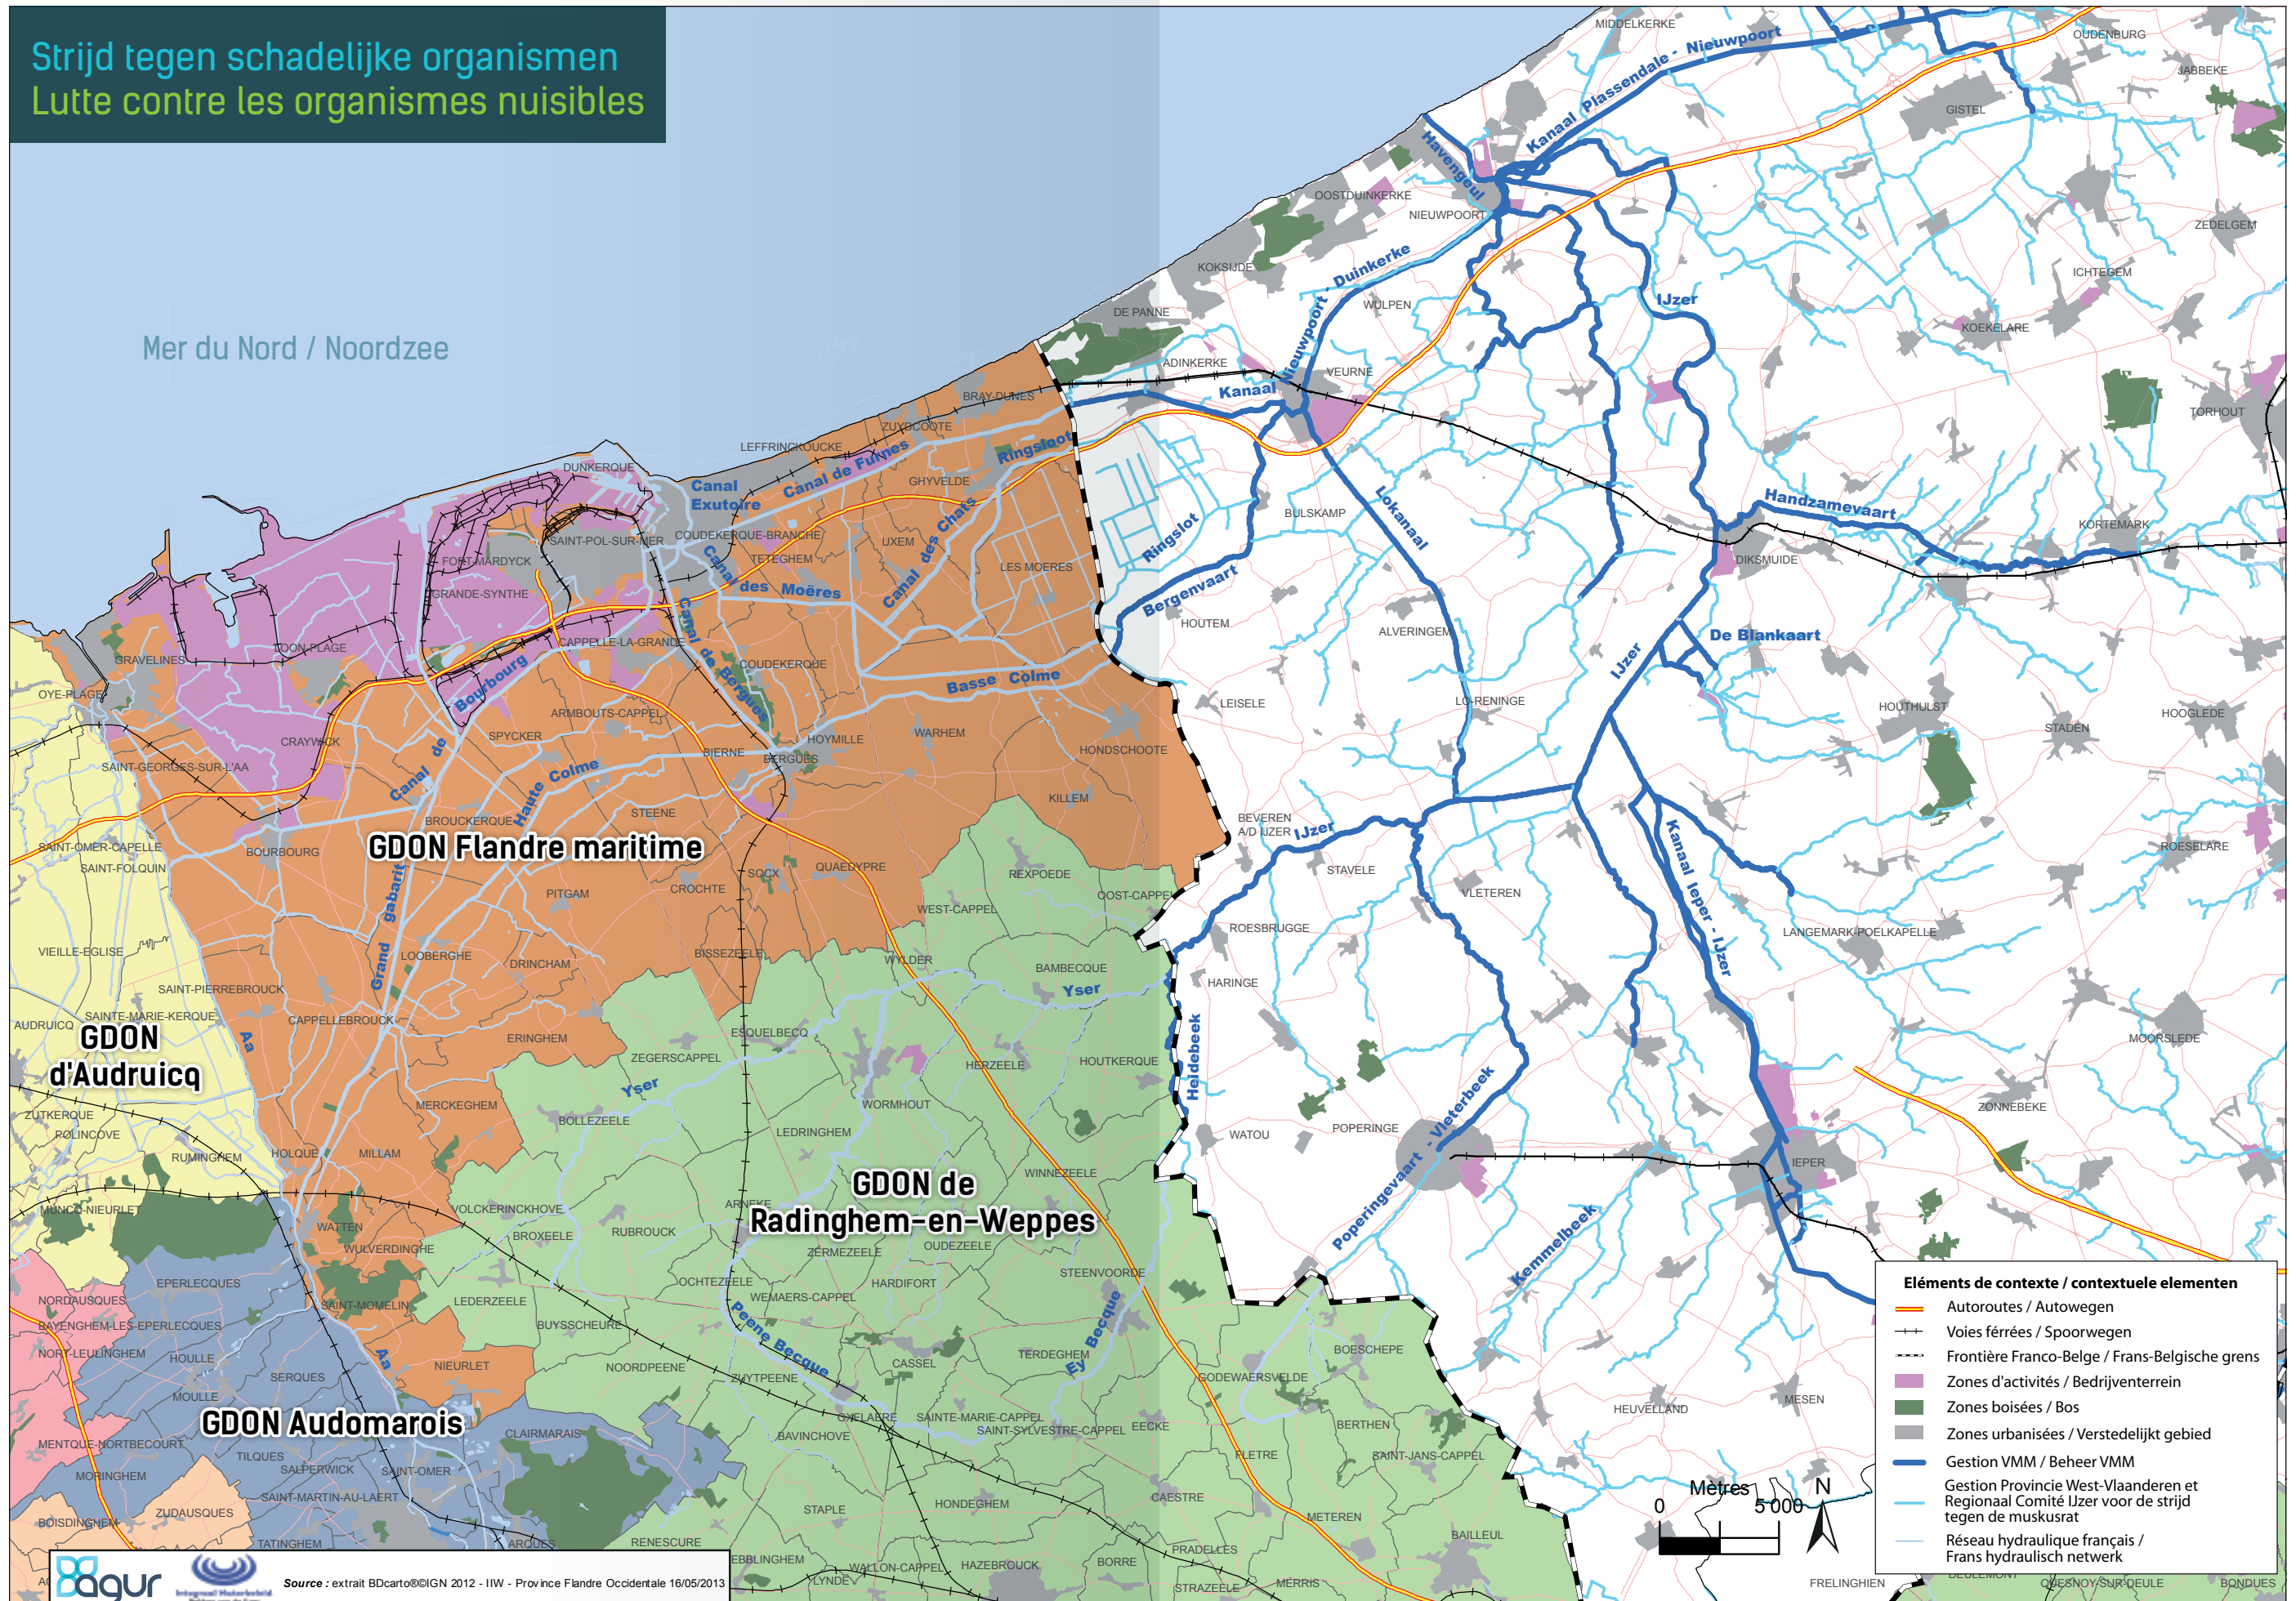 Strijd tegen schadelijke organismen
Lutte contre les organismes nuisibles
Mer du Nord / Noordzee
MIDDELKERKE
OUDENBURG
JABBEKE
GISTEL
Kanaal Plassendale - Nieuwpoort
Havengeul
OOSTDUINKERKE
NIEUWPOORT
ZEDELGEM
KOKSIJDE
ICHTEGEM
Kanaal Nieuwpoort - Duinkerke
WULPEN
IJzer
DE PANNE
KOEKELARE
ADINKERKE
VEURNE
TORHOUT
BRAY-DUNES
ZUYDCOOTE
LEFFRINCKOUCKE
Canal de Furnes
Ringsloot
DUNKERQUE
Canal
Exutoire
GHYVELDE
Lokanaal
Handzamevaart
BULSKAMP
KORTEMARK
SAINT-POL-SUR-MER
COUDEKERQUE-BRANCHE
UXEM
Canal des Chats
Ringslot
TETEGHEM
FORT-MARDYCK
LES MOERES
DIKSMUIDE
Canal des Moëres
GRANDE-SYNTHE
Bergenvaart
HOUTEM
ALVERINGEM
De Blankaart
CAPPELLE-LA-GRANDE
LOON-PLAGE
GRAVELINES
COUDEKERQUE
Canal de Bergues
IJzer
OYE-PLAGE
Canal de Bourbourg
Basse Colme
LEISELE
LO-RENINGE
HOUTHULST
STADEN
HOOGLEDE
ARMBOUTS-CAPPEL
SPYCKER
CRAYWICK
HOYMILLE
WARHEM
HONDSCHOOTE
BIERNE
BERGUES
SAINT-GEORGES-SUR-L'AA
Haute Colme
KILLEM
STEENE
BROUCKERQUE
BEVEREN
A/D IJZER
IJzer
GDON Flandre maritime
SAINT-OMER-CAPELLE
SAINT-FOLQUIN
BOURBOURG
ROESELARE
SOCX
QUAEDYPRE
REXPOEDE
STAVELE
CROCHTE
PITGAM
OOST-CAPPEL
VLETEREN
WEST-CAPPEL
Kanaal Ieper - IJzer
Grand gabarit
ROESBRUGGE
LANGEMARK-POELKAPELLE
VIEILLE-EGLISE
LOOBERGHE
DRINCHAM
BISSEZEELE
WYLDER
BAMBECQUE
HARINGE
SAINT-PIERREBROUCK
Yser
SAINTE-MARIE-KERQUE
CAPPELLEBROUCK
AUDRUICQ
GDON
d'Audruicq
Aa
ERINGHEM
ESQUELBECQ
ZEGERSCAPPEL
HERZEELE
HOUTKERQUE
Heidebeek
MOORSLEDE
Yser
MERCKEGHEM
BOLLEZEELE
WORMHOUT
ZONNEBEKE
ZUTKERQUE
POLINCOVE
LEDRINGHEM
WATOU
POPERINGE
RUMINGHEM
HOLQUE
MILLAM
WINNEZEELE
IEPER
Poperingevaart - Vleterbeek
GDON de
Radinghem-en-Weppes
MUNCQ-NIEURLET
VOLCKERINCKHOVE
ARNEKE
WATTEN
BROXEELE
RUBROUCK
WULVERDINGHE
ZERMEZEELE
OUDEZEELE
Kemmelbeek
EPERLECQUES
OCHTEZEELE
HARDIFORT
STEENVOORDE
NORDAUSQUES
SAINT-MOMELIN
LEDERZEELE
WEMAERS-CAPPEL
BAYENGHEM-LES-EPERLECQUES
BUYSSCHEURE
Peene Becque
Ey Becque
NORT-LEULINGHEM
HOULLE
Aa
NIEURLET
NOORDPEENE
CASSEL
TERDEGHEM
BOESCHEPE
SERQUES
ZUYTPEENE
GODEWAERSVELDE
MOULLE
HEUVELLAND
MESEN
GDON Audomarois
OXELAERE
SAINTE-MARIE-CAPPEL
SAINT-SYLVESTRE-CAPPEL
EECKE
BERTHEN
CLAIRMARAIS
BAVINCHOVE
MENTQUE-NORTBECOURT
TILQUES
FLETRE
SAINT-JANS-CAPPEL
MORINGHEM
SALPERWICK
SAINT-OMER
SAINT-MARTIN-AU-LAERT
CAESTRE
HONDEGHEM
STAPLE
ZUDAUSQUES
BOISDINGHEM
METEREN
BAILLEUL
TATINGHEM
ARQUES
RENESCURE
PRADELLES
EBBLINGHEM
WALLON-CAPPEL
HAZEBROUCK
BORRE
LYNDE
STRAZEELE
MERRIS
FRELINGHIEN
DEULEMONT
QUESNOY-SUR-DEULE
BONDUES
Mètres
0
5 000
N
Eléments de contexte / contextuele elementen
Autoroutes / Autowegen
Voies férrées / Spoorwegen
Frontière Franco-Belge / Frans-Belgische grens
Zones d'activités / Bedrijventerrein
Zones boisées / Bos
Zones urbanisées / Verstedelijkt gebied
Gestion VMM / Beheer VMM
Gestion Provincie West-Vlaanderen et
Regionaal Comité IJzer voor de strijd
tegen de muskusrat
Réseau hydraulique français /
Frans hydraulisch netwerk
agur
Integraal Waterbeleid
Source : extrait BDcarto®©IGN 2012 - IIW - Province Flandre Occidentale 16/05/2013